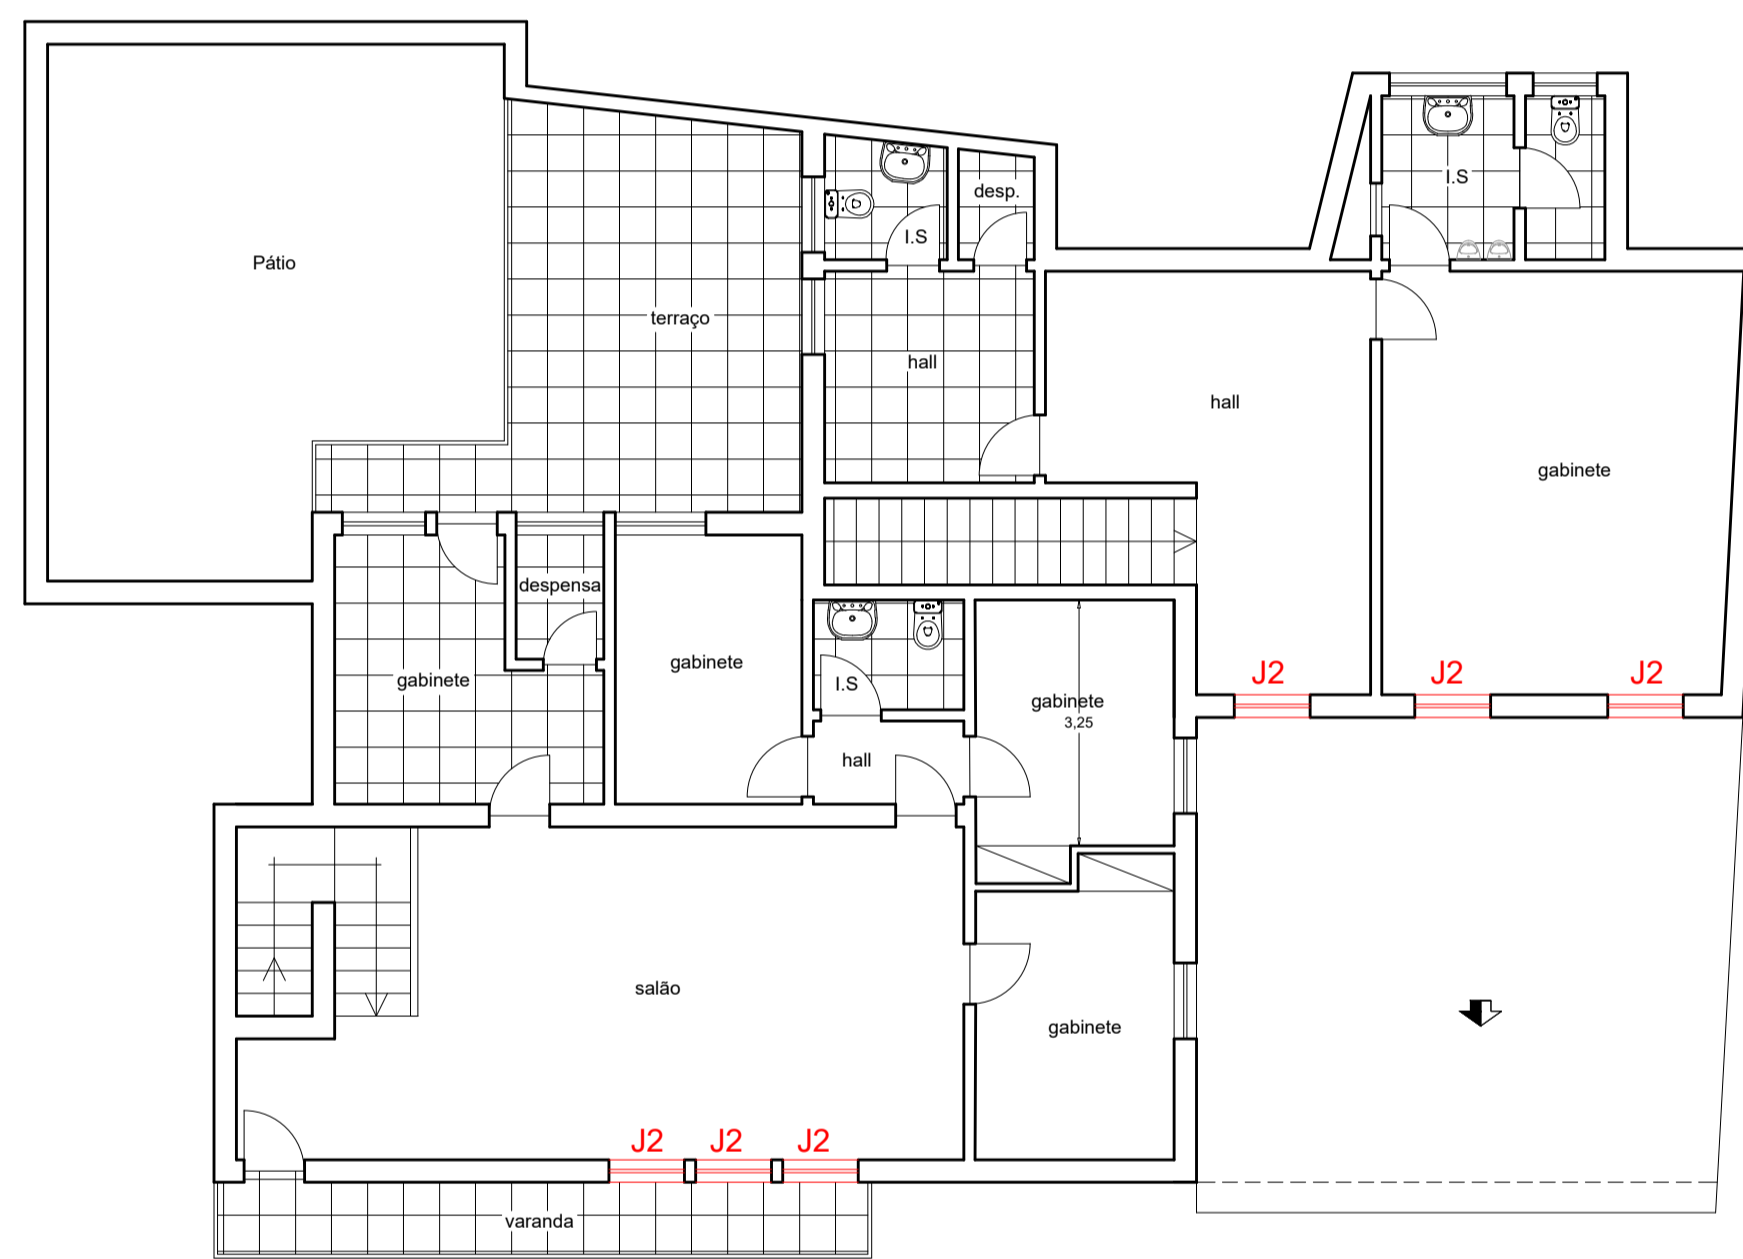 I.S
desp.
I.S
Pátio
terraço
hall
hall
gabinete
despensa
gabinete
gabinete
I.S
gabinete
3,25
J2
J2
J2
hall
salão
gabinete
J2
J2
J2
varanda